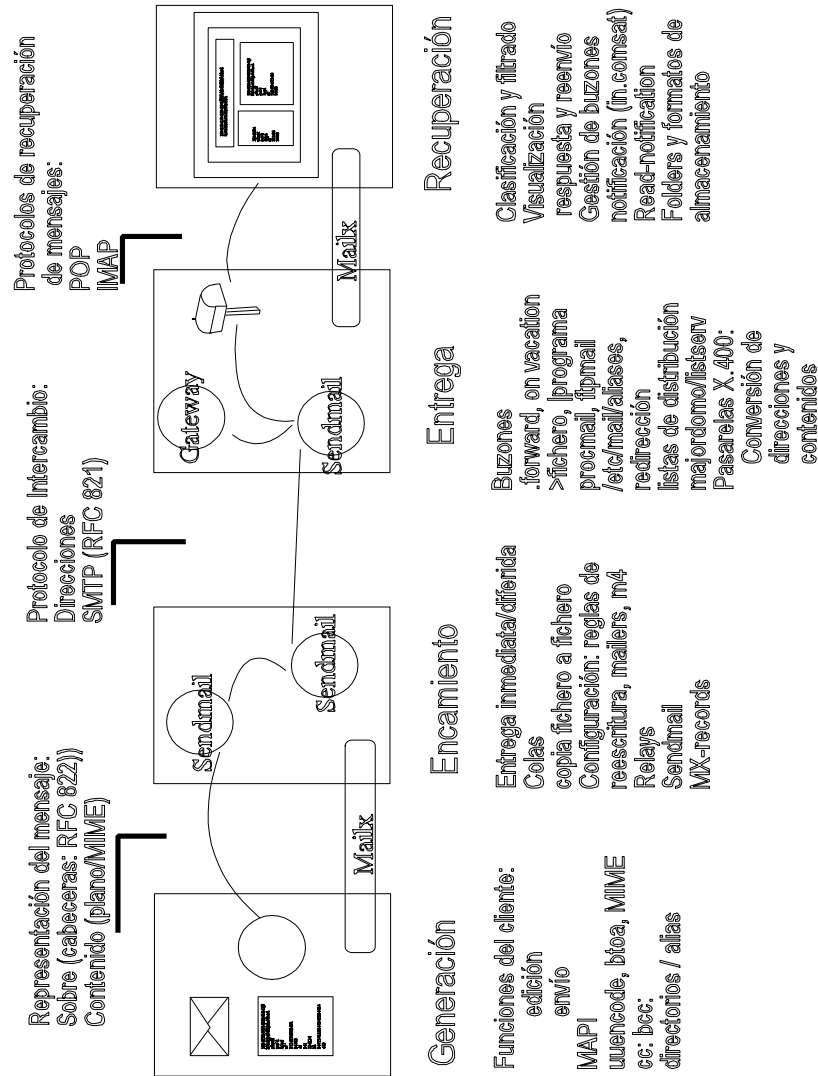 Representación del mensaje:
Sobre (cabeceras: RFC 822))
Contenido (plano/MIME)
Protocolo de Intercambio:
Direcciones
SMTP (RFC 821)
Protocolos de recuperación
de mensajes:
POP
IMAP
Mailx
Sendmail
Sendmail
Gateway
Sendmail
Mailx
Generación
Funciones del cliente:
edición
envío
MAPI
uuencode, btoa, MIME
cc: bcc:
directorios / alias
Encamiento
Entrega inmediata/diferida
Colas
copia fichero a fichero
Configuración: reglas de
reescritura, mailers, m4
Relays
Sendmail
MX-records
Entrega
Buzones
.forward, on vacation
>fichero, |programa
procmail, ftpmail
/etc/mail/aliases,
redirección
listas de distribución
majordomo/listserv
Pasarelas X.400:
Conversión de
direcciones y
contenidos
Recuperación
Clasificación y filtrado
Visualización
respuesta y reenvío
Gestión de buzones
notificación (in.comsat)
Read-notification
Folders y formatos de
almacenamiento